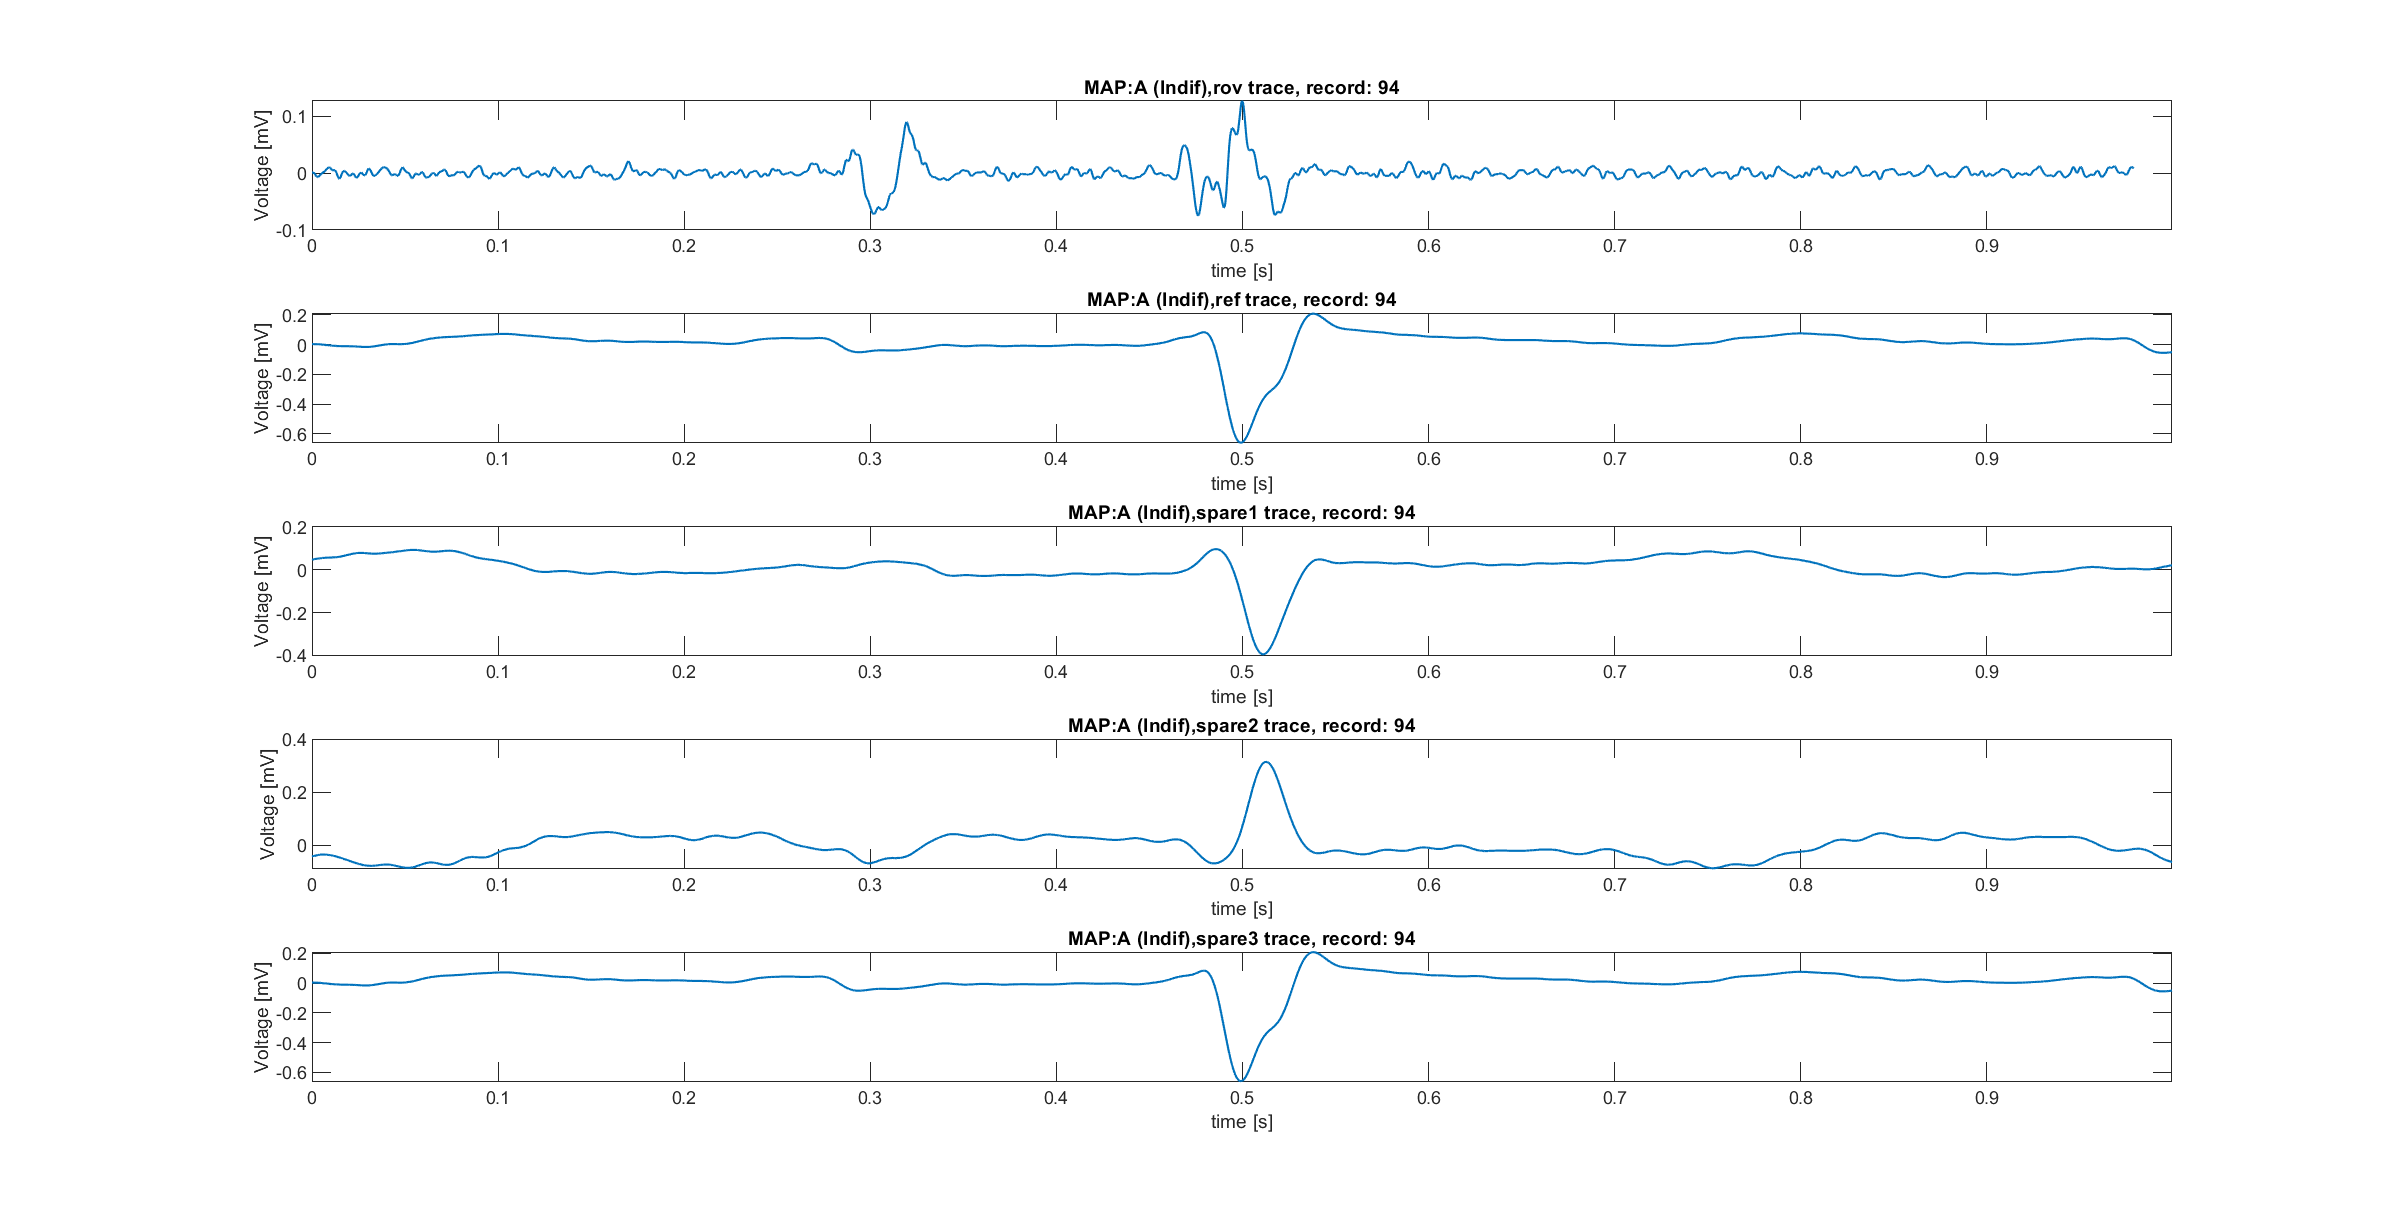 MAP:A (Indif),rov trace, record: 94
Voltage [mV]
0.1
0
-0.1
0 0.1 0.2 0.3 0.4 0.5 0.6 0.7 0.8 0.9
time [s]
MAP:A (Indif),ref trace, record: 94
Voltage [mV]
0.2
0
-0.2
-0.4
-0.6
0 0.1 0.2 0.3 0.4 0.5 0.6 0.7 0.8 0.9
time [s]
MAP:A (Indif),spare1 trace, record: 94
Voltage [mV]
0.2
0
-0.2
-0.4
0 0.1 0.2 0.3 0.4 0.5 0.6 0.7 0.8 0.9
time [s]
MAP:A (Indif),spare2 trace, record: 94
Voltage [mV]
0.4
0.2
0
0 0.1 0.2 0.3 0.4 0.5 0.6 0.7 0.8 0.9
time [s]
MAP:A (Indif),spare3 trace, record: 94
Voltage [mV]
0.2
0
-0.2
-0.4
-0.6
0 0.1 0.2 0.3 0.4 0.5 0.6 0.7 0.8 0.9
time [s]